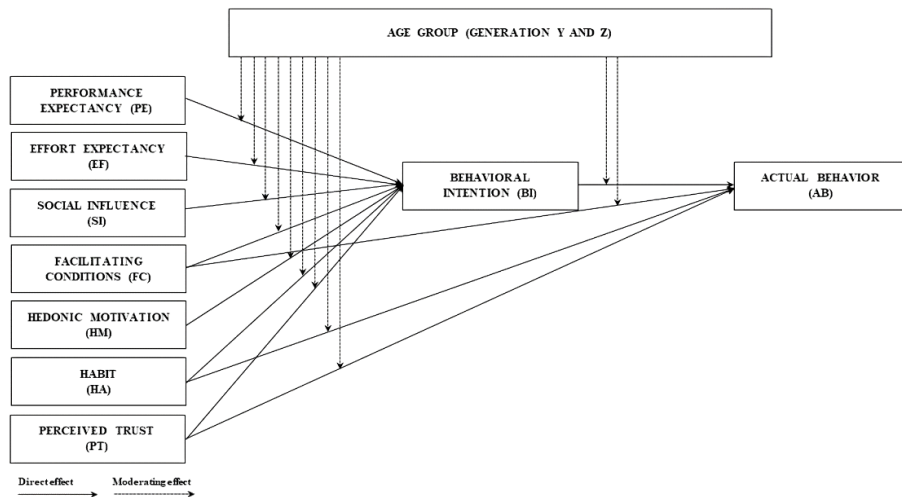 AGE GROUP (GENERATION Y AND Z)
PERFORMANCE
EXPECTANCY (PE)
EFFORT EXPECTANCY
(EF)
SOCIAL INFLUENCE
(SI)
FACILITATING
CONDITIONS (FC)
HEDONIC MOTIVATION
(HM)
HABIT
(HA)
PERCEIVED TRUST
(PT)
BEHAVIORAL
INTENTION (BI)
ACTUAL BEHAVIOR
(AB)
Direct effect
Moderating effect